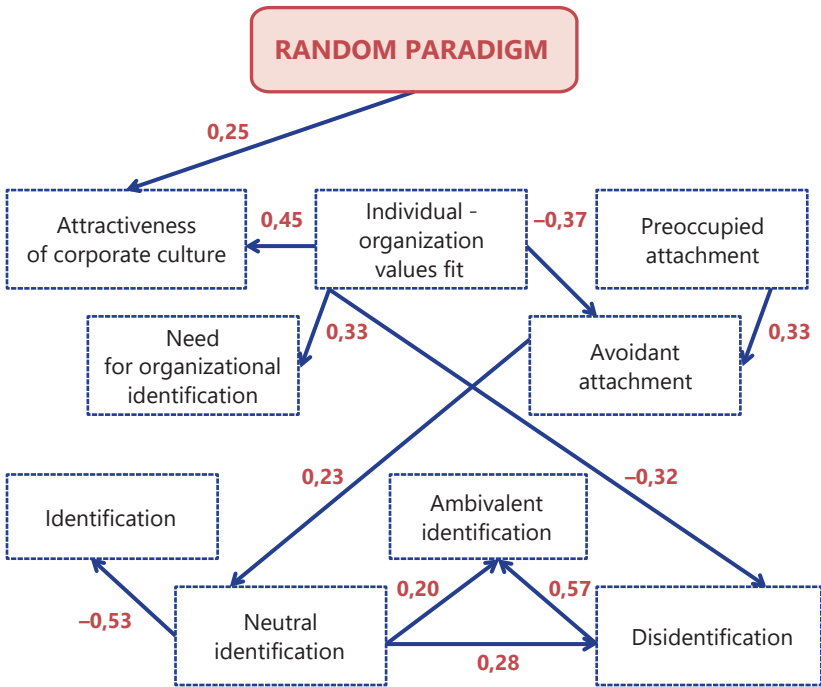 RANDOM PARADIGM
0,25
Attractiveness
of corporate culture
0,45
Individual -
organization
values fit
–0,37
Preoccupied
attachment
Need
for organizational
identification
0,33
Avoidant
attachment
0,33
0,23
–0,32
Identification
Ambivalent
identification
–0,53
Neutral
identification
0,20
0,57
0,28
Disidentification